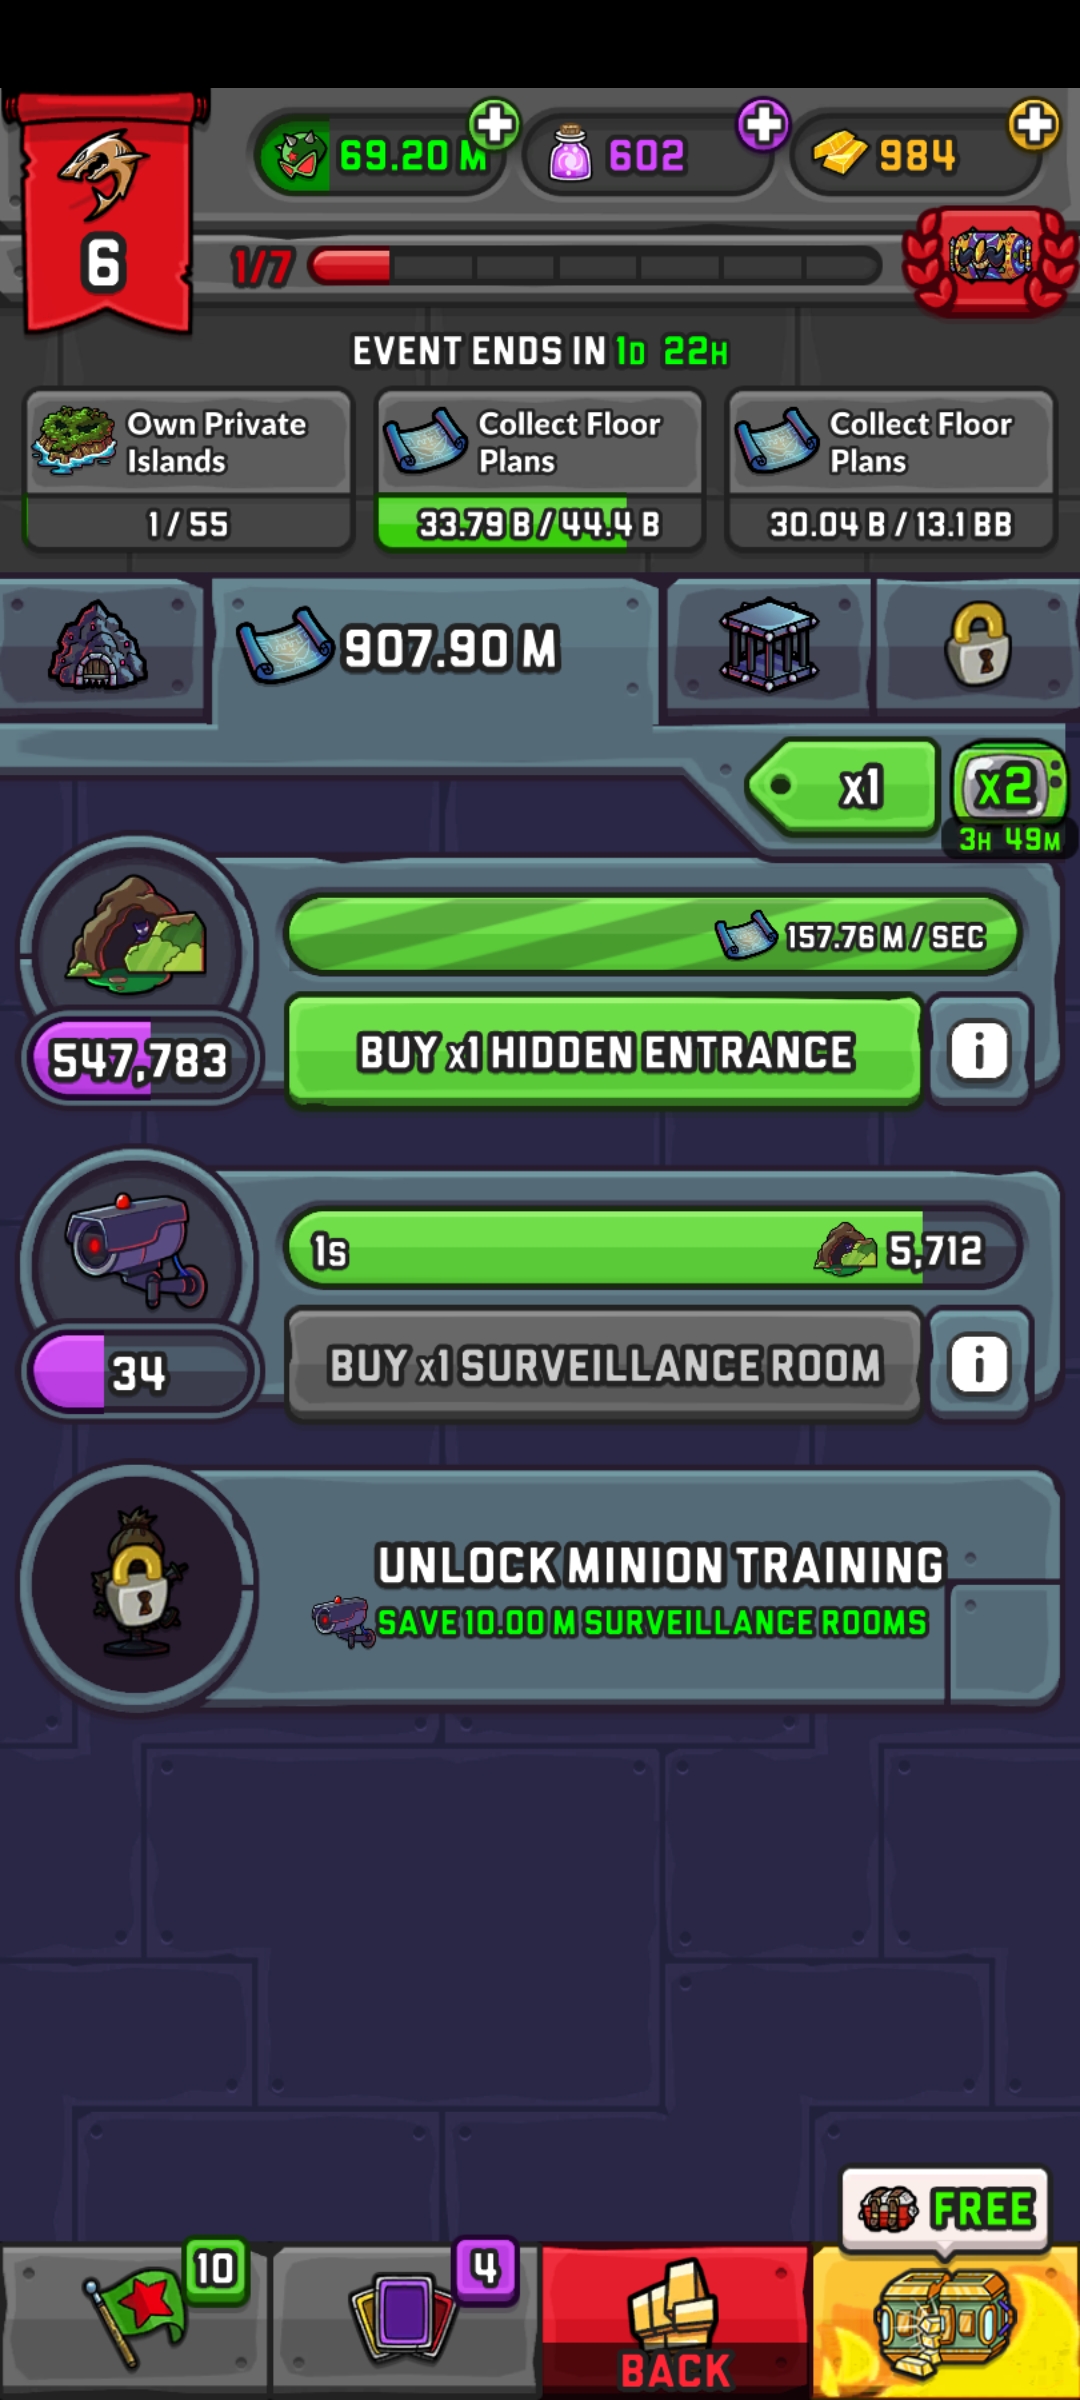 69.20 M
602
984
6
1/7
EVENT ENDS IN 1D 22H
Own Private
Islands
1 / 55
Collect Floor
Plans
33.79 B / 44.4 B
Collect Floor
Plans
30.04 B / 13.1 BB
907.90 M
x1
x2
3H 49M
157.76 M / SEC
547,783
BUY x1 HIDDEN ENTRANCE
i
1s
5,712
34
BUY x1 SURVEILLANCE ROOM
i
UNLOCK MINION TRAINING
SAVE 10.00 M SURVEILLANCE ROOMS
FREE
10
4
BACK